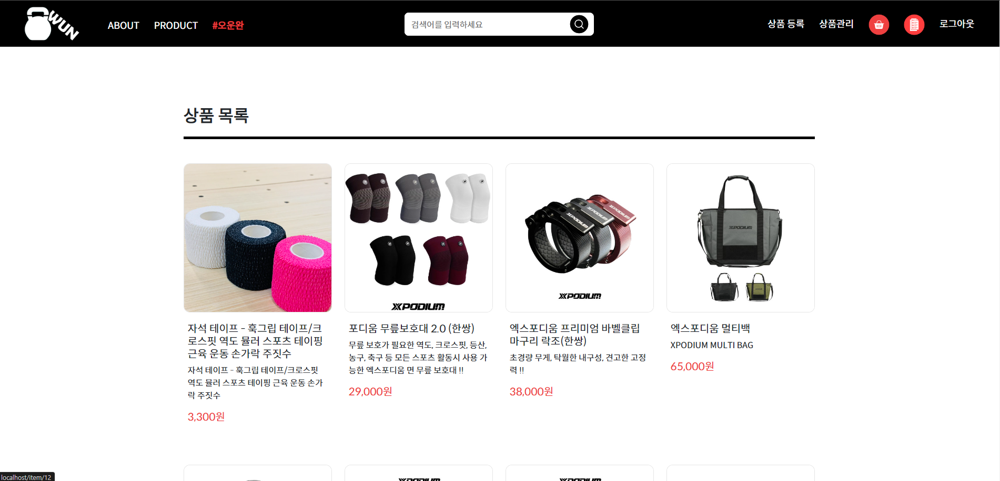 OWUN
ABOUT
PRODUCT
#오운완
검색어를 입력하세요
상품 등록
상품관리
로그아웃
상품 목록
XPODIUM
XPODIUM
XPODIUM
XPODIUM
XPODIUM
XPODIUM
자석 테이프 - 훅그립 테이프/크
로스핏 역도 뮬러 스포츠 테이핑
근육 운동 손가락 주짓수
자석 테이프 - 훅그립 테이프/크로스핏
역도 뮬러 스포츠 테이핑 근육 운동 손가
락 주짓수
3,300원
포디움 무릎보호대 2.0 (한쌍)
무릎 보호가 필요한 역도, 크로스핏, 등산,
농구, 축구 등 모든 스포츠 활동시 사용 가
능한 엑스포디움 면 무릎 보호대 !!
29,000원
엑스포디움 프리미엄 바벨클립
마구리 락조(한쌍)
초경량 무게, 탁월한 내구성, 견고한 고정
력 !!
38,000원
엑스포디움 멀티백
XPODIUM MULTI BAG
65,000원
localhost/item/12